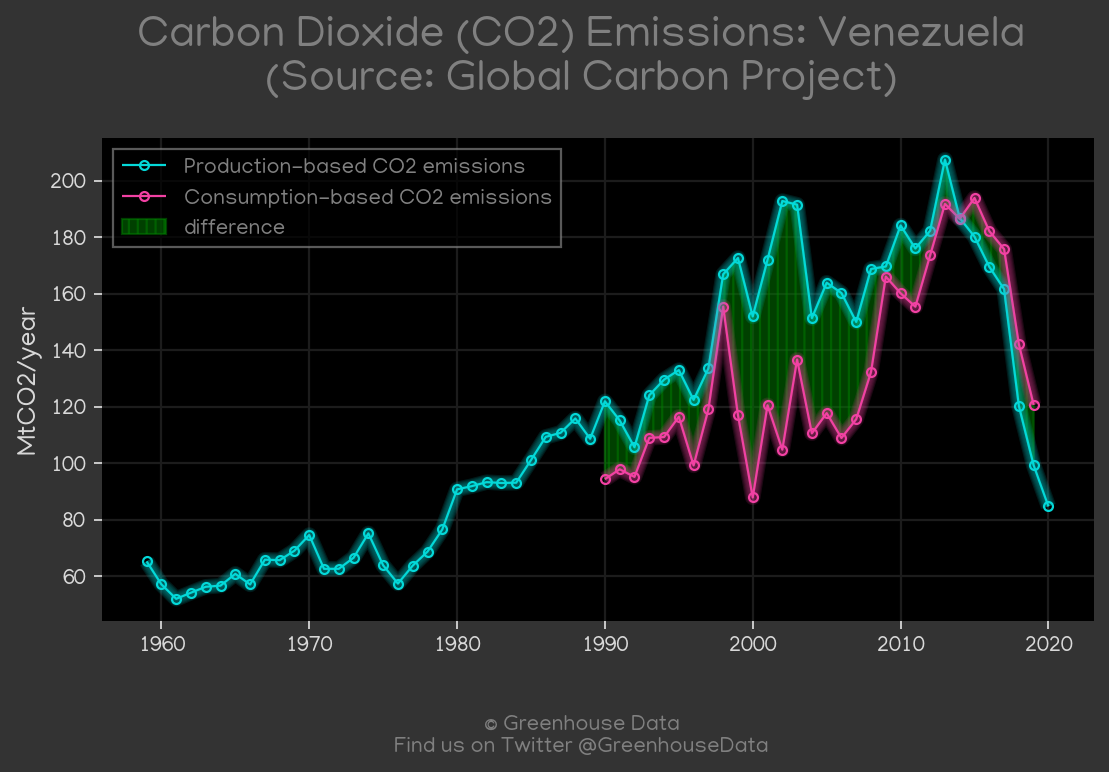 Carbon Dioxide (CO2) Emissions: Venezuela
(Source: Global Carbon Project)
Production-based CO2 emissions
Consumption-based CO2 emissions
difference
MtCO2/year
200
180
160
140
120
100
80
60
1960
1970
1980
1990
2000
2010
2020
© Greenhouse Data
Find us on Twitter @GreenhouseData